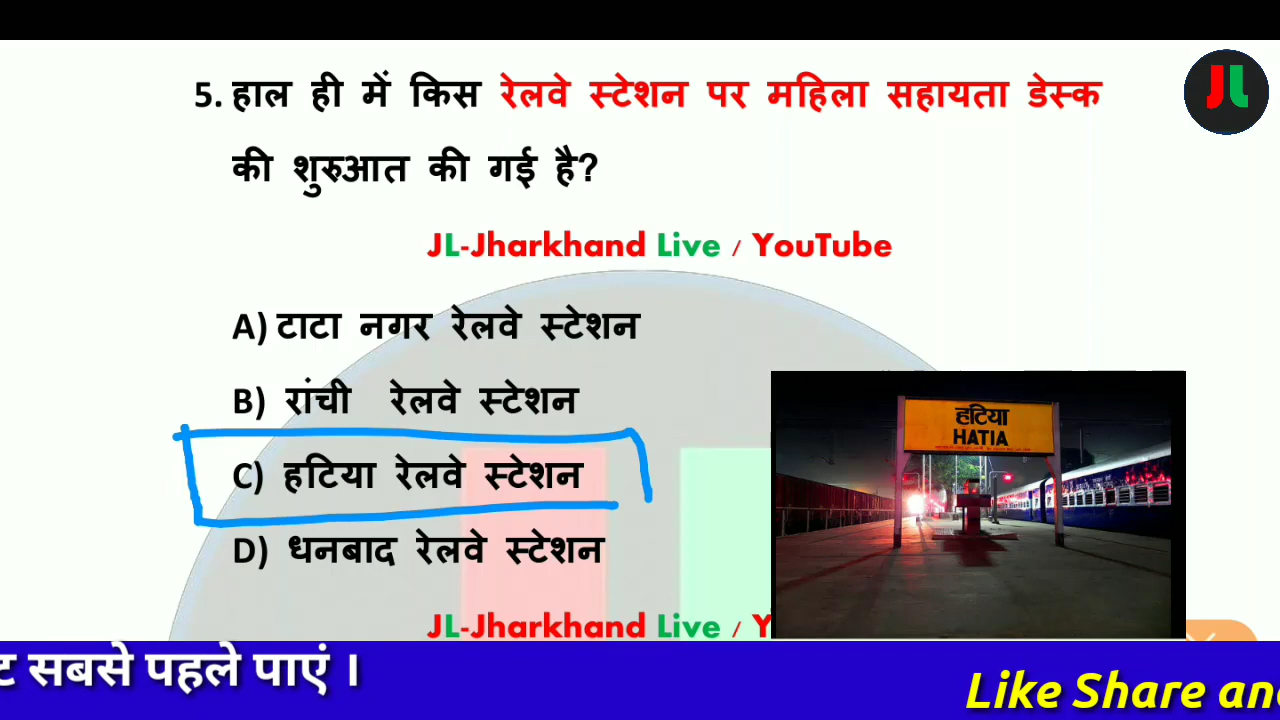 JL
5. हाल ही में किस रेलवे स्टेशन पर महिला सहायता डेस्क
की शुरुआत की गई है?
JL-Jharkhand Live / YouTube
A) टाटा नगर रेलवे स्टेशन
B) रांची रेलवे स्टेशन
C) हटिया रेलवे स्टेशन
D) धनबाद रेलवे स्टेशन
हटिया
HATIA
JL-Jharkhand Live / Y
सबसे पहले पाएं ।
Like Share an